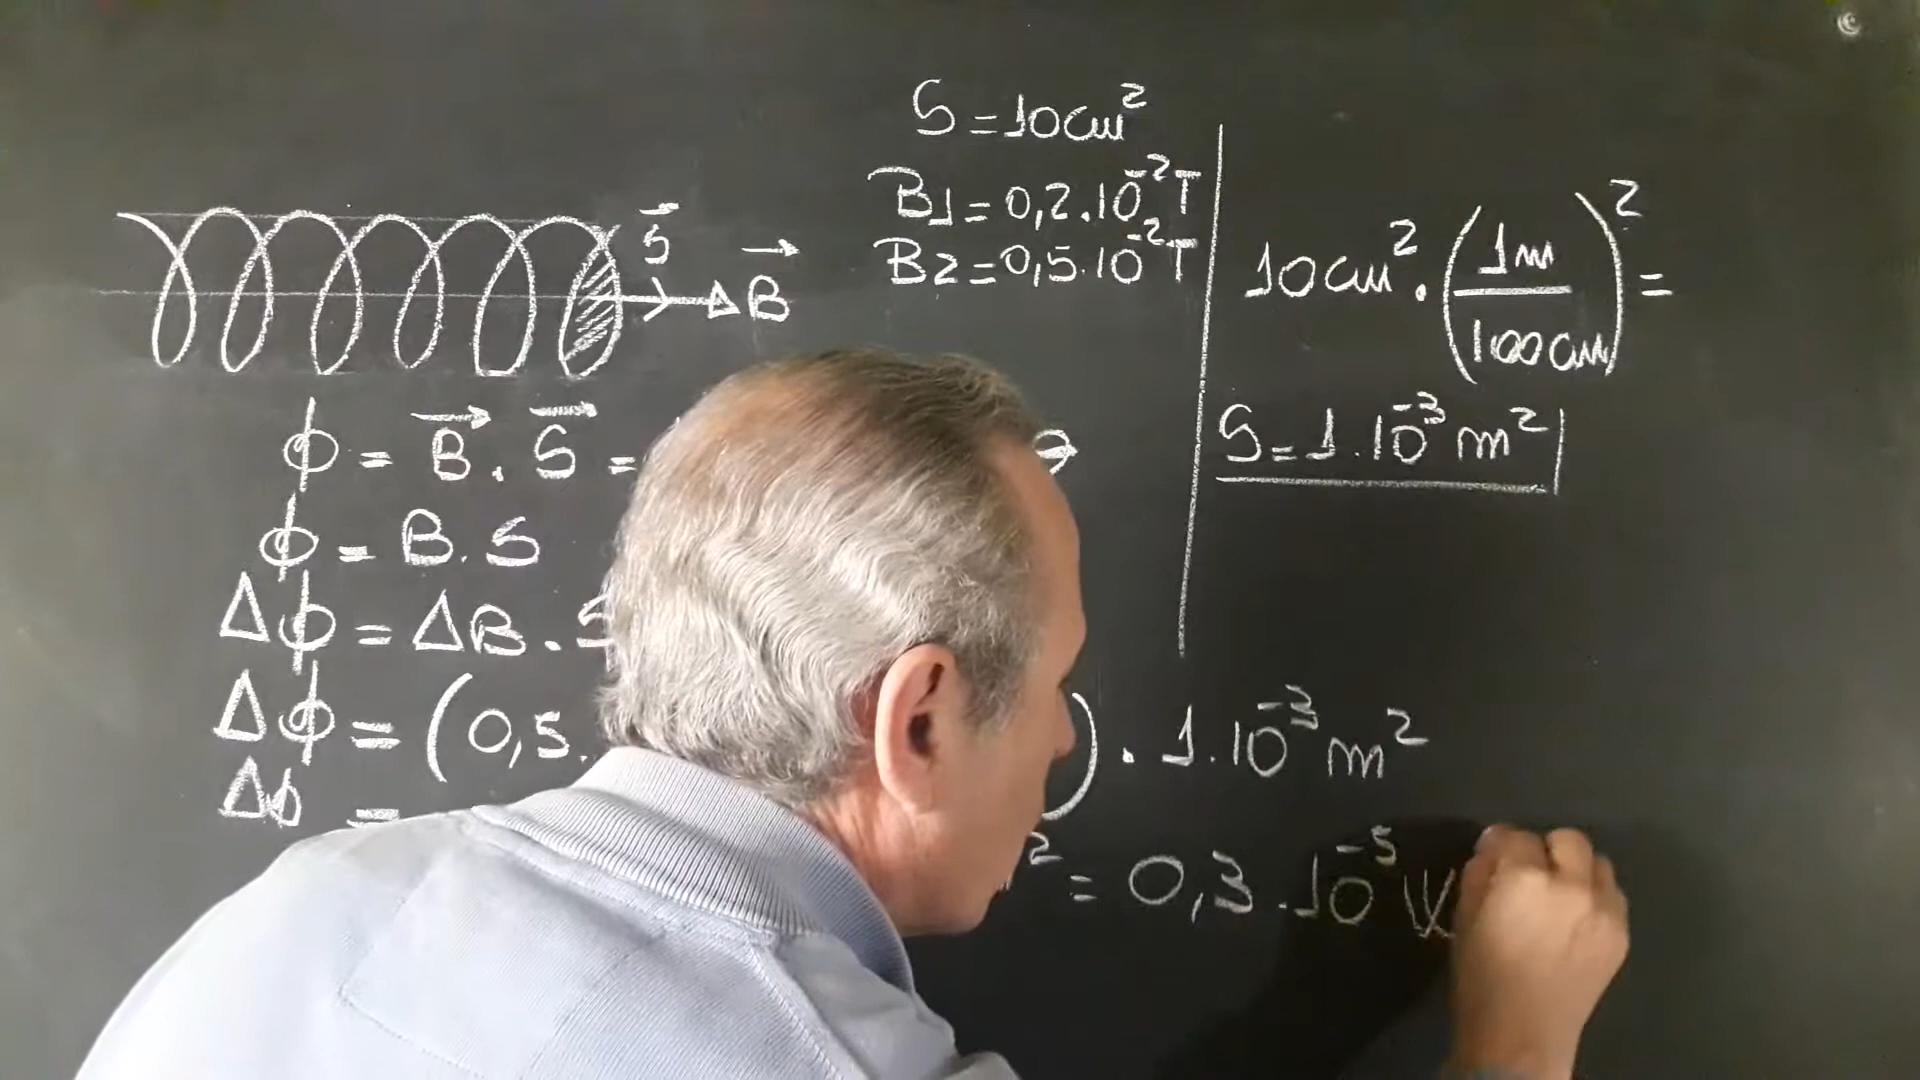 S = 10cm²
B1 = 0,2.10⁻²T
B2 = 0,5.10⁻²T
S⃗
ΔB⃗
10cm² . (1m / 100cm)² =
S = 1.10⁻³ m²
ϕ = B⃗ . S⃗ =
ϕ = B.S
Δϕ = ΔB . S
Δϕ = (0,5. ) . 1.10⁻³ m²
Δϕ = ² = 0,3.10⁻⁵ W